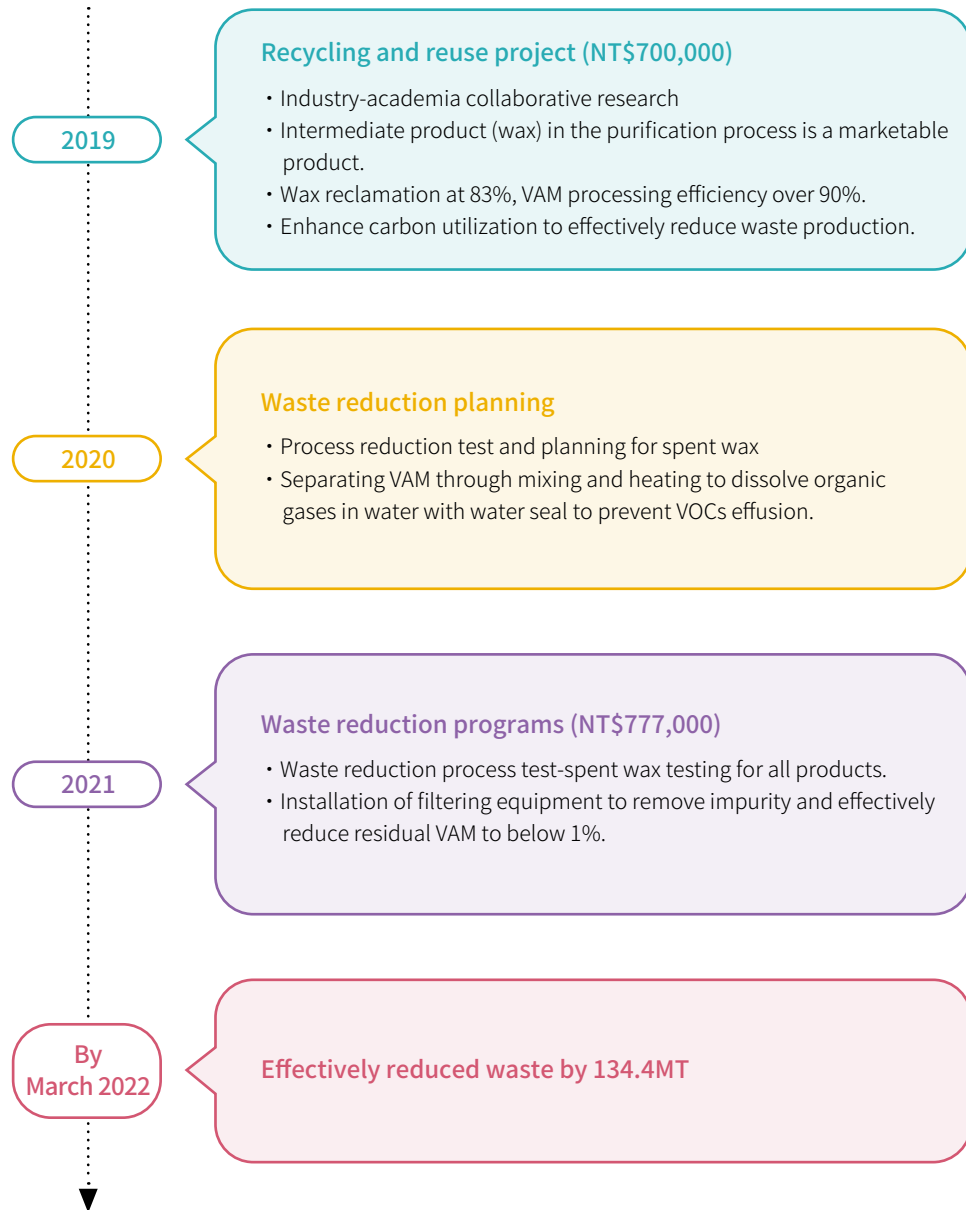 2019
Recycling and reuse project (NT$700,000)
・Industry-academia collaborative research
・Intermediate product (wax) in the purification process is a marketable
product.
・Wax reclamation at 83%, VAM processing efficiency over 90%.
・Enhance carbon utilization to effectively reduce waste production.
2020
Waste reduction planning
・Process reduction test and planning for spent wax
・Separating VAM through mixing and heating to dissolve organic
gases in water with water seal to prevent VOCs effusion.
2021
Waste reduction programs (NT$777,000)
・Waste reduction process test-spent wax testing for all products.
・Installation of filtering equipment to remove impurity and effectively
reduce residual VAM to below 1%.
By
March 2022
Effectively reduced waste by 134.4MT